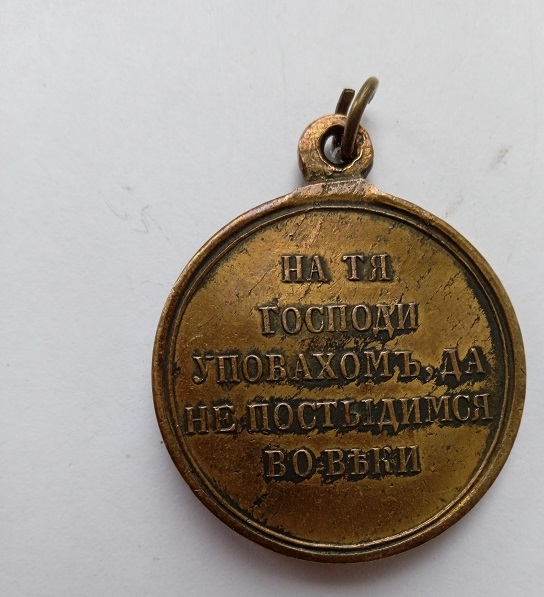 НА ТЯ
ГОСПОДИ
УПОВАХОМЪ, ДА
НЕ ПОСТЫДИМСЯ
ВО ВѢКИ